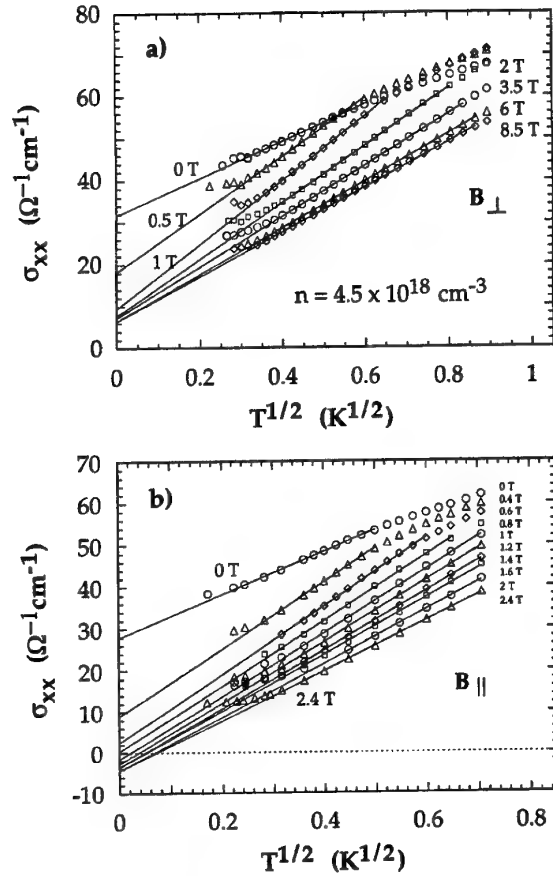 80
a)
60
40
20
0
σxx (Ω⁻¹cm⁻¹)
2 T
3.5 T
6 T
8.5 T
0 T
0.5 T
1 T
B⊥
n = 4.5 x 10¹⁸ cm⁻³
0 0.2 0.4 0.6 0.8 1
T^1/2 (K^1/2)
70
b)
60
50
40
30
20
10
0
-10
σxx (Ω⁻¹cm⁻¹)
0 T
0.4 T
0.6 T
0.8 T
1 T
1.2 T
1.4 T
1.6 T
2 T
2.4 T
0 T
2.4 T
B||
0 0.2 0.4 0.6 0.8
T^1/2 (K^1/2)